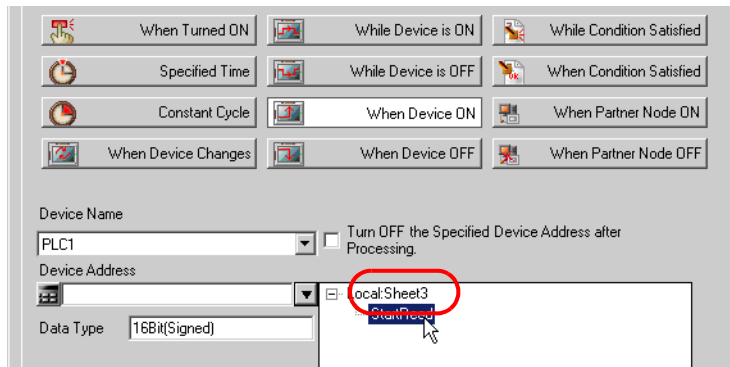 When Turned ON While Device is ON While Condition Satisfied
Specified Time While Device is OFF When Condition Satisfied
Constant Cycle When Device ON When Partner Node ON
When Device Changes When Device OFF When Partner Node OFF
Device Name
PLC1
Turn OFF the Specified Device Address after
Processing.
Device Address
Local:Sheet3
StartRead
Data Type 16Bit(Signed)